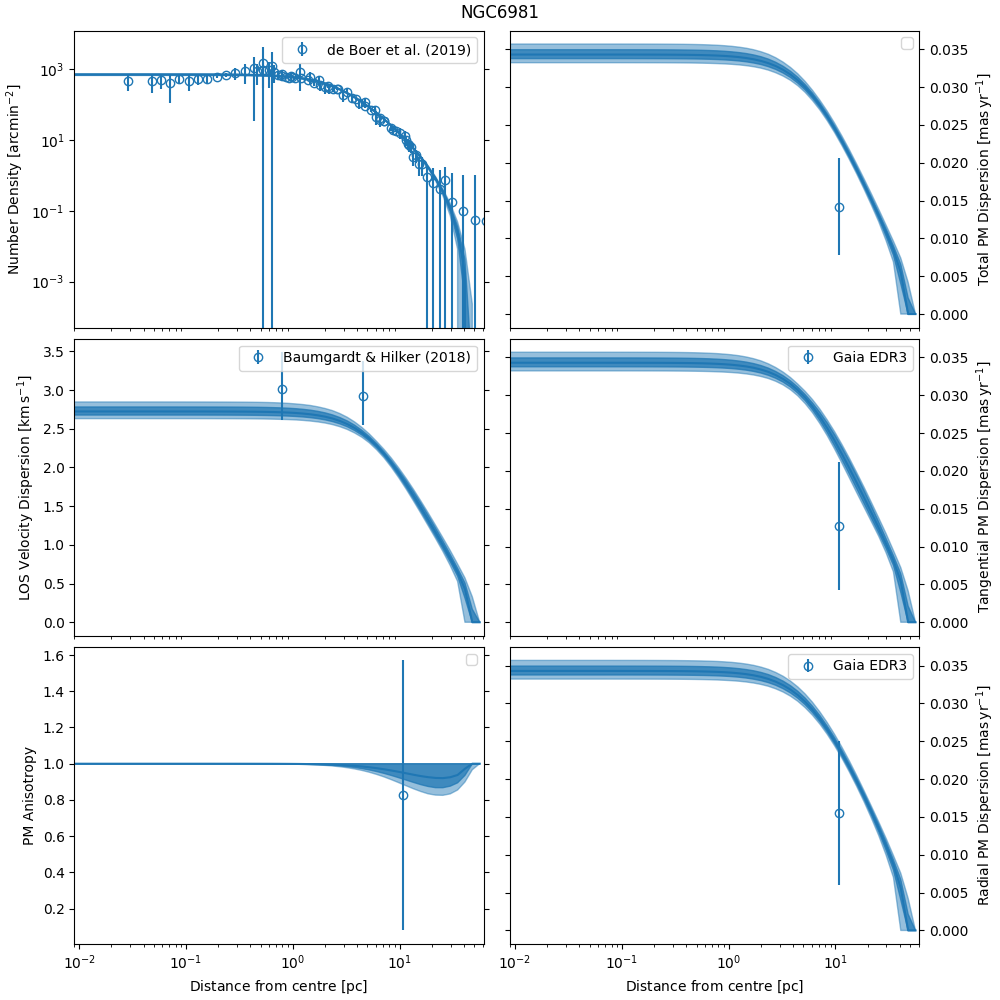 NGC6981
de Boer et al. (2019)
Number Density [arcmin⁻²]
10³
10¹
10⁻¹
10⁻³
Total PM Dispersion [mas yr⁻¹]
0.035
0.030
0.025
0.020
0.015
0.010
0.005
0.000
Baumgardt & Hilker (2018)
LOS Velocity Dispersion [km s⁻¹]
3.5
3.0
2.5
2.0
1.5
1.0
0.5
0.0
Gaia EDR3
Tangential PM Dispersion [mas yr⁻¹]
0.035
0.030
0.025
0.020
0.015
0.010
0.005
0.000
PM Anisotropy
1.6
1.4
1.2
1.0
0.8
0.6
0.4
0.2
10⁻² 10⁻¹ 10⁰ 10¹
Distance from centre [pc]
Gaia EDR3
Radial PM Dispersion [mas yr⁻¹]
0.035
0.030
0.025
0.020
0.015
0.010
0.005
0.000
10⁻² 10⁻¹ 10⁰ 10¹
Distance from centre [pc]